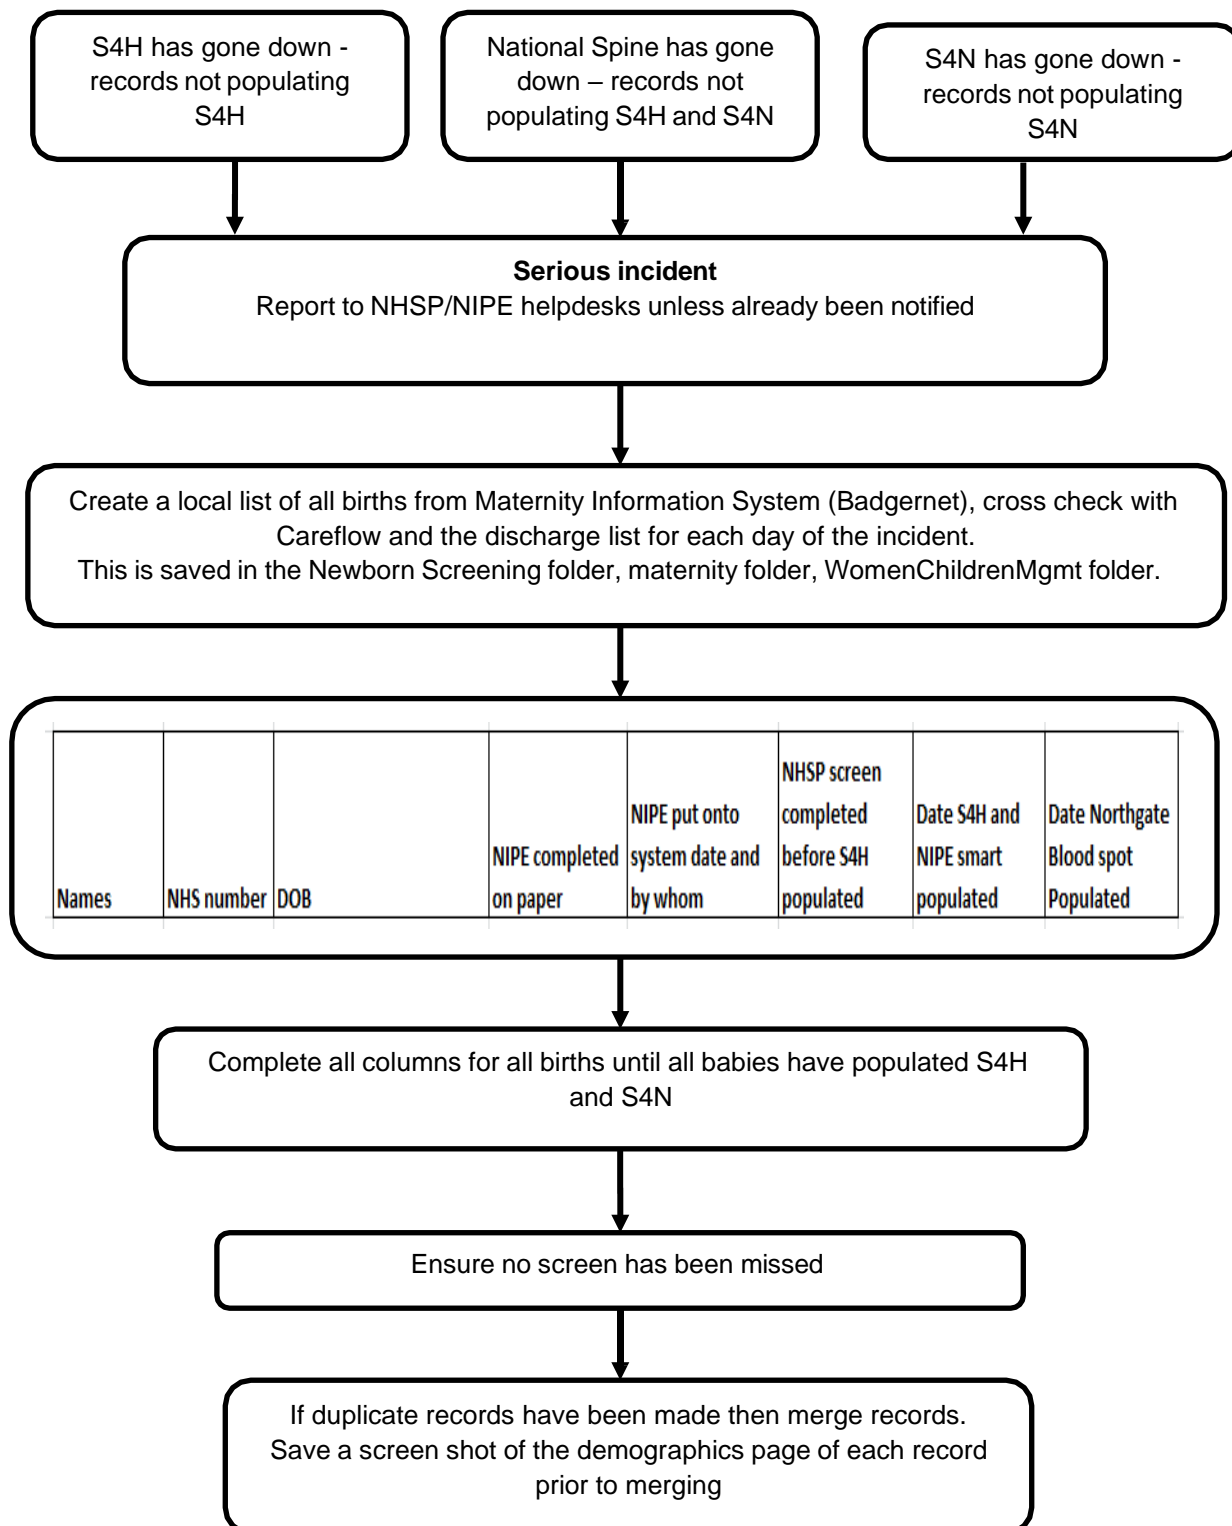 S4H has gone down -
records not populating
S4H
National Spine has gone
down – records not
populating S4H and S4N
S4N has gone down -
records not populating
S4N
Serious incident
Report to NHSP/NIPE helpdesks unless already been notified
Create a local list of all births from Maternity Information System (Badgernet), cross check with
Careflow and the discharge list for each day of the incident.
This is saved in the Newborn Screening folder, maternity folder, WomenChildrenMgmt folder.
Names
NHS number
DOB
NIPE completed
on paper
NIPE put onto
system date and
by whom
NHSP screen
completed
before S4H
populated
Date S4H and
NIPE smart
populated
Date Northgate
Blood spot
Populated
Complete all columns for all births until all babies have populated S4H
and S4N
Ensure no screen has been missed
If duplicate records have been made then merge records.
Save a screen shot of the demographics page of each record
prior to merging